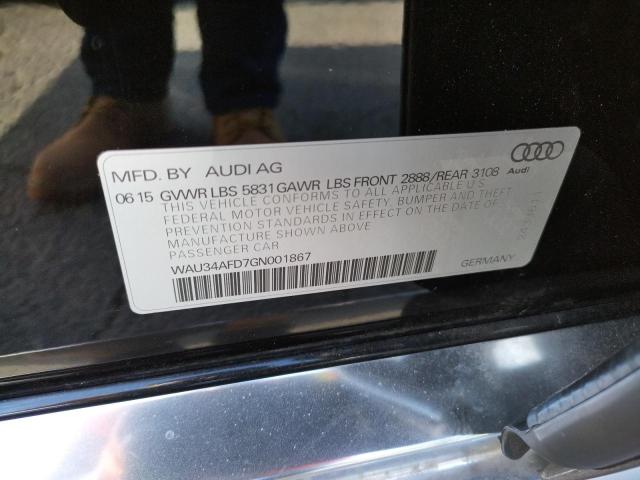 MFD. BY AUDI AG
Audi
06 15 GVWR LBS 5831 GAWR LBS FRONT 2888/REAR 3108
THIS VEHICLE CONFORMS TO ALL APPLICABLE U S
FEDERAL MOTOR VEHICLE SAFETY, BUMPER AND THEFT
PREVENTION STANDARDS IN EFFECT ON THE DATE OF
MANUFACTURE SHOWN ABOVE
PASSENGER CAR
WAU34AFD7GN001867
GERMANY